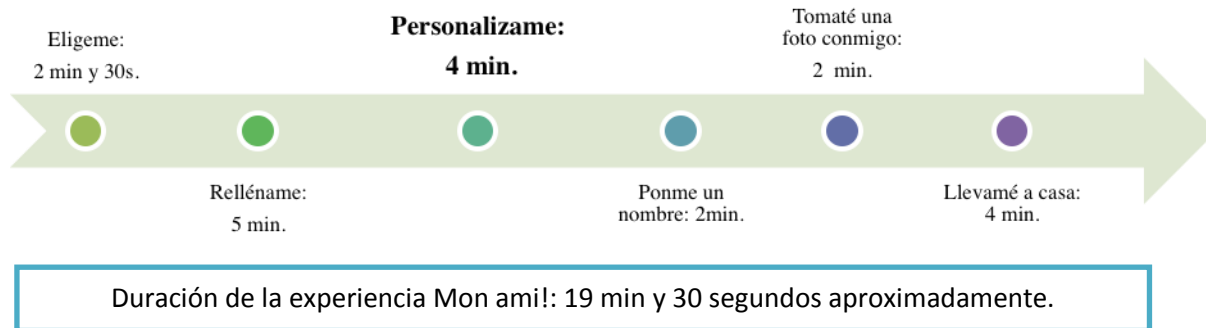 Eligeme:
2 min y 30s.
Relléname:
5 min.
Personalizame:
4 min.
Ponme un
nombre: 2min.
Tomaté una
foto conmigo:
2 min.
Llevamé a casa:
4 min.
Duración de la experiencia Mon ami!: 19 min y 30 segundos aproximadamente.